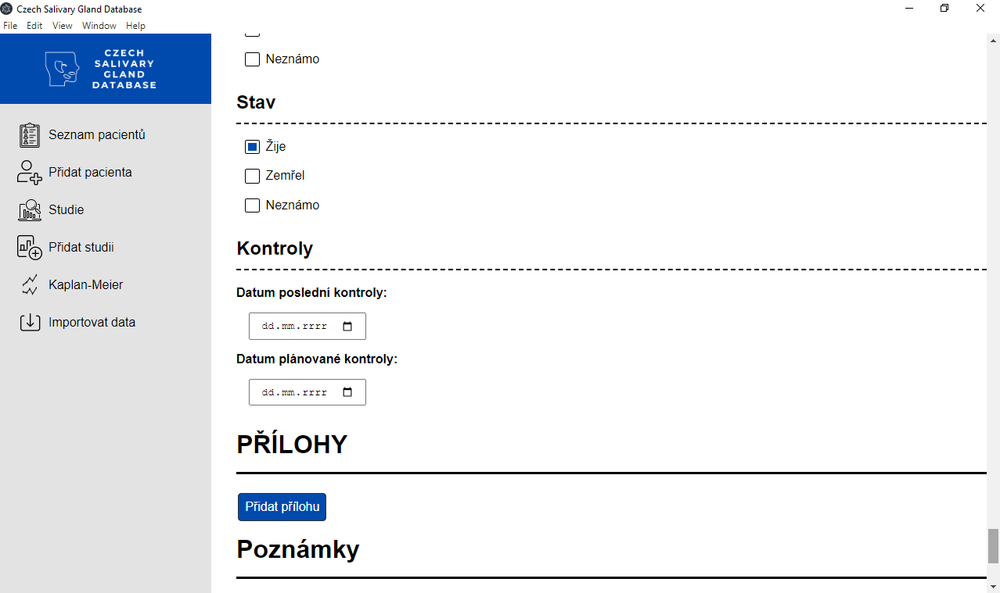 Czech Salivary Gland Database
File Edit View Window Help
CZECH
SALIVARY
GLAND
DATABASE
Seznam pacientů
Přidat pacienta
Studie
Přidat studii
Kaplan-Meier
Importovat data
Neznámo
Stav
Žije
Zemřel
Neznámo
Kontroly
Datum poslední kontroly:
dd.mm.rrrr
Datum plánované kontroly:
dd.mm.rrrr
PŘÍLOHY
Přidat přílohu
Poznámky